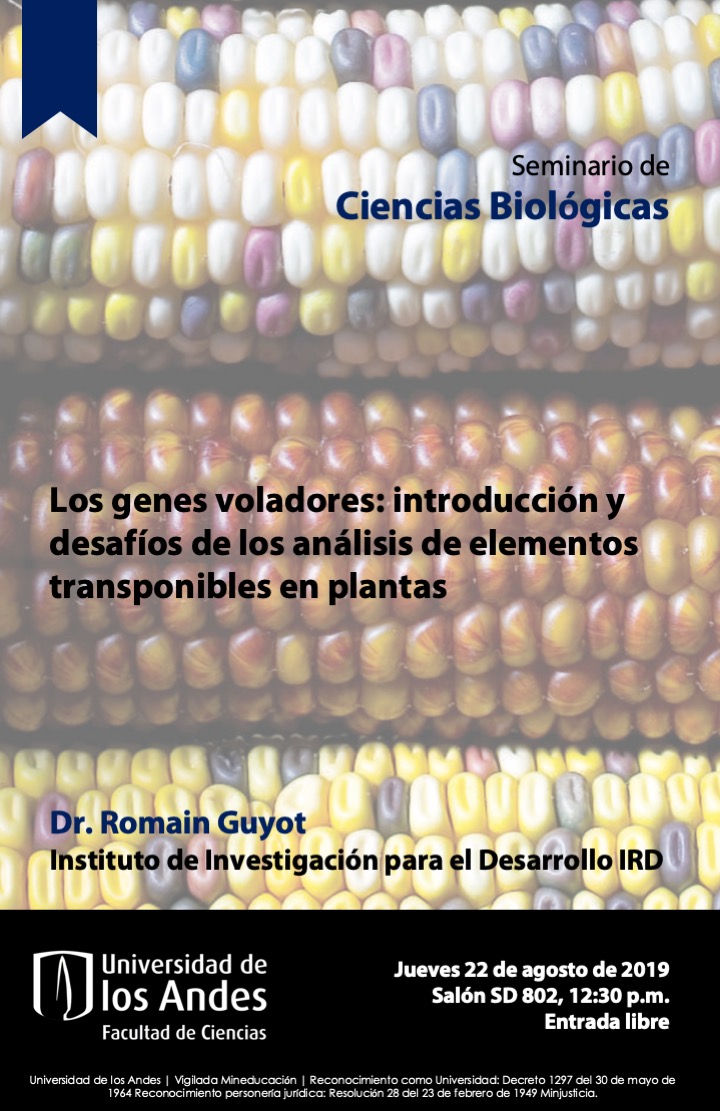 Seminario de
Ciencias Biológicas
Los genes voladores: introducción y
desafíos de los análisis de elementos
transponibles en plantas
Dr. Romain Guyot
Instituto de Investigación para el Desarrollo IRD
Universidad de
los Andes
Facultad de Ciencias
Jueves 22 de agosto de 2019
Salón SD 802, 12:30 p.m.
Entrada libre
Universidad de los Andes | Vigilada Mineducación | Reconocimiento como Universidad: Decreto 1297 del 30 de mayo de
1964 Reconocimiento personería jurídica: Resolución 28 del 23 de febrero de 1949 Minjusticia.